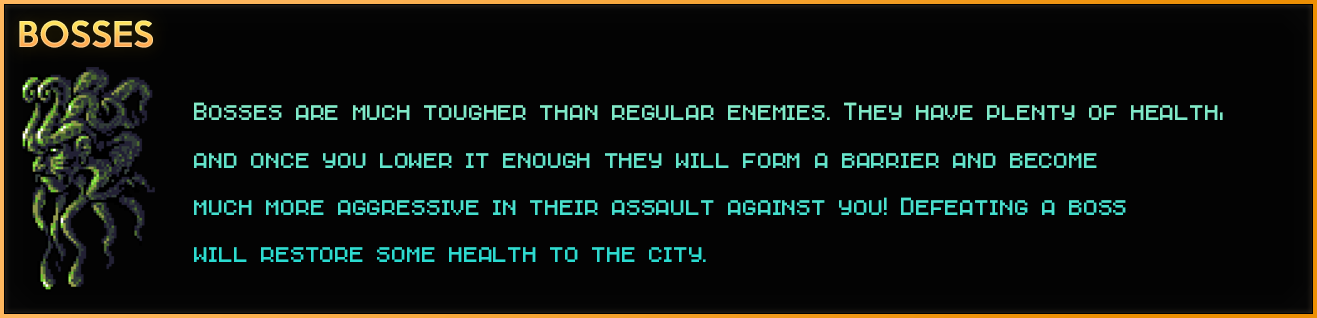 BOSSES
Bosses are much tougher than regular enemies. They have plenty of health,
and once you lower it enough they will form a barrier and become
much more aggressive in their assault against you! Defeating a boss
will restore some health to the city.